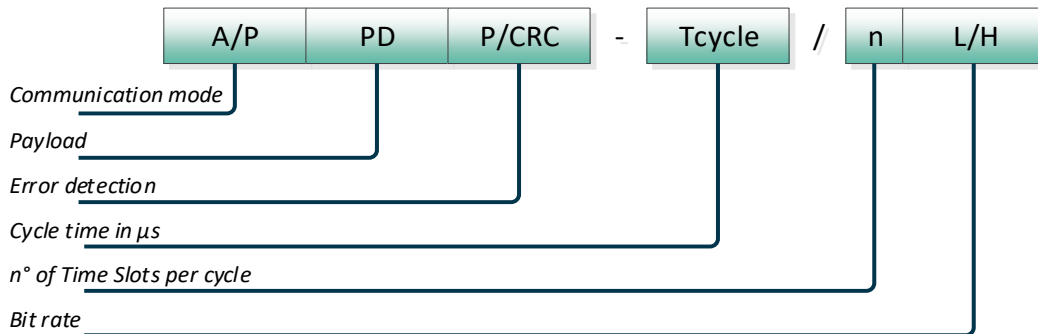 A/P PD P/CRC - Tcycle / n L/H
Communication mode
Payload
Error detection
Cycle time in µs
n° of Time Slots per cycle
Bit rate